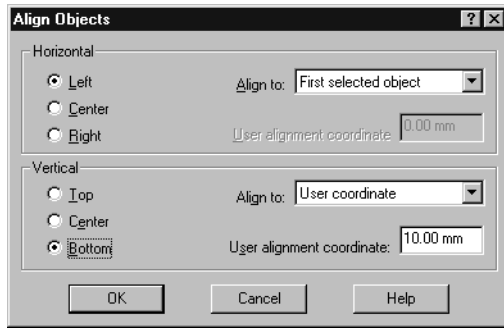 Align Objects
Horizontal
Left
Align to: First selected object
Center
Right
User alignment coordinate 0.00 mm
Vertical
Top
Align to: User coordinate
Center
Bottom
User alignment coordinate: 10.00 mm
OK Cancel Help